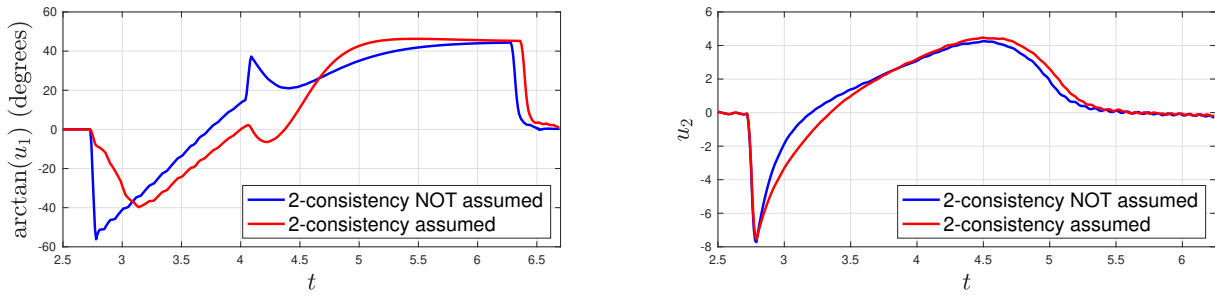 60
40
20
0
-20
-40
-60
arctan(u₁) (degrees)
2-consistency NOT assumed
2-consistency assumed
2.5 3 3.5 4 4.5 5 5.5 6 6.5
t
6
4
2
0
-2
-4
-6
-8
u₂
2-consistency NOT assumed
2-consistency assumed
2.5 3 3.5 4 4.5 5 5.5 6
t